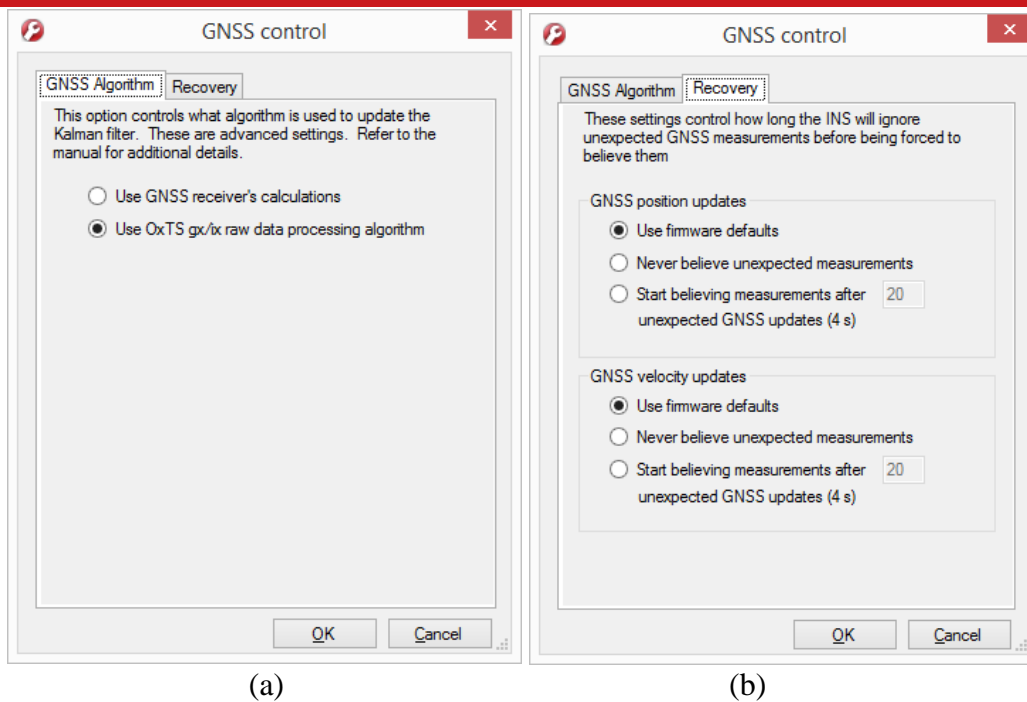 GNSS control
GNSS Algorithm Recovery
This option controls what algorithm is used to update the
Kalman filter. These are advanced settings. Refer to the
manual for additional details.
Use GNSS receiver's calculations
Use OxTS gx/ix raw data processing algorithm
OK Cancel
(a)
GNSS control
GNSS Algorithm Recovery
These settings control how long the INS will ignore
unexpected GNSS measurements before being forced to
believe them
GNSS position updates
Use firmware defaults
Never believe unexpected measurements
Start believing measurements after 20
unexpected GNSS updates (4 s)
GNSS velocity updates
Use firmware defaults
Never believe unexpected measurements
Start believing measurements after 20
unexpected GNSS updates (4 s)
OK Cancel
(b)